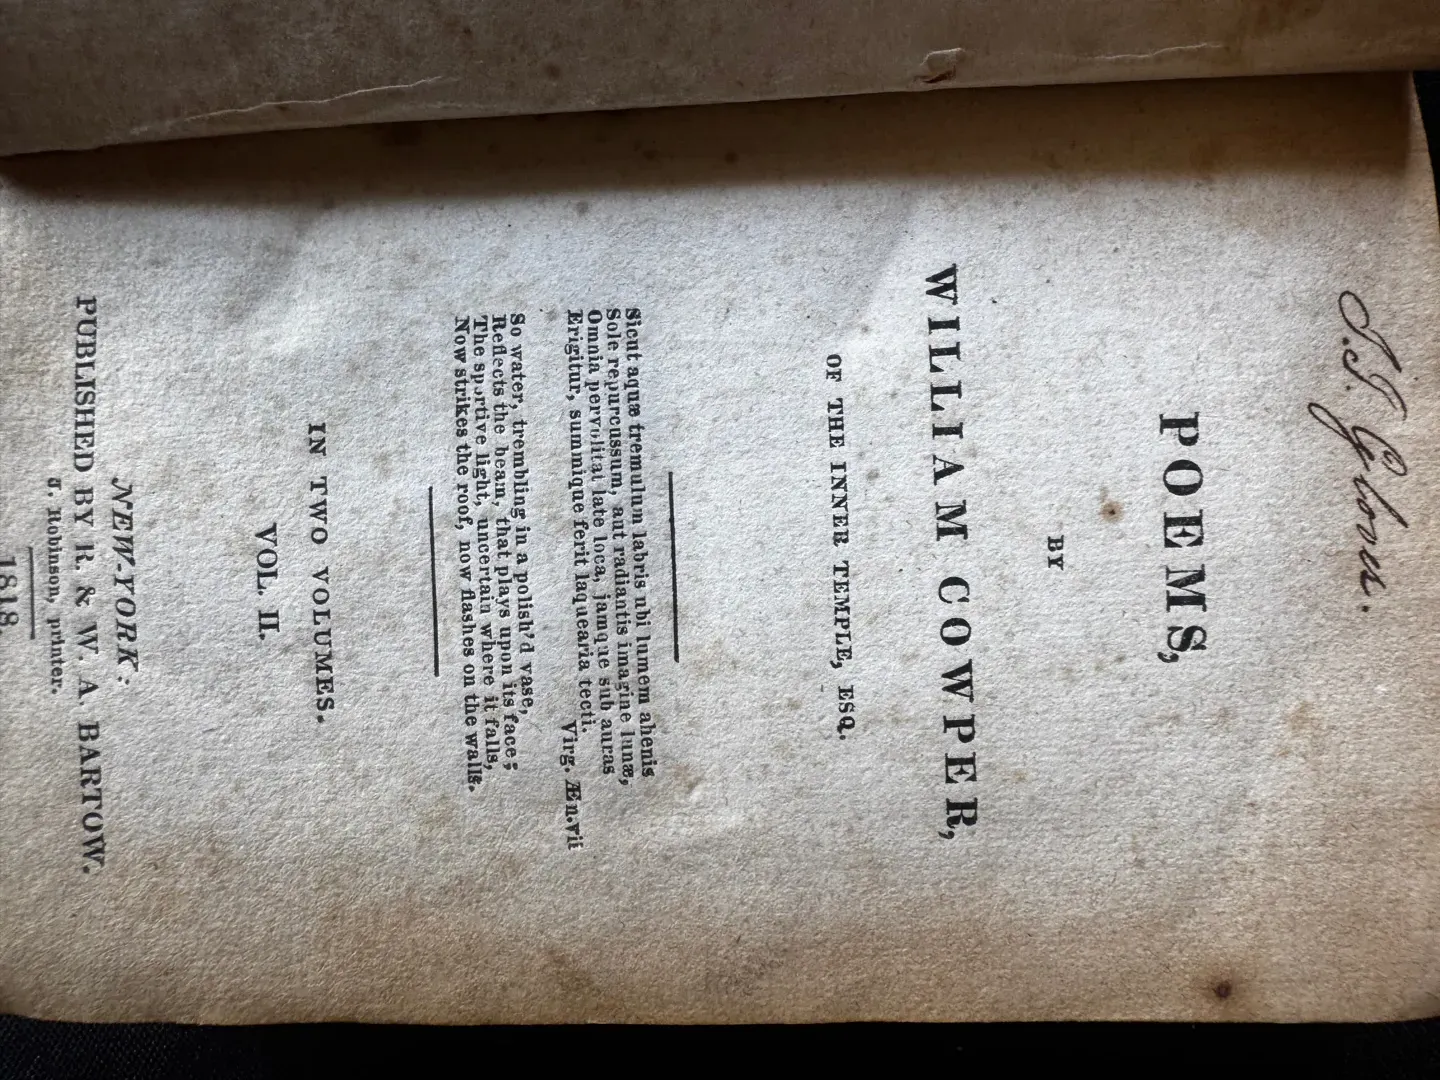 J. J. Glover.
POEMS,
BY
WILLIAM COWPER,
OF THE INNER TEMPLE, ESQ.
Sicut aquæ tremulum labris ubi lumem ahenis
Sole repurcussum, aut radiantis imagine lunæ,
Omnia pervolitat late loca, jamque sub auras
Erigitur, summique ferit laquearia tecti.
Virg. Æn. vii
So water, trembling in a polish'd vase,
Reflects the beam, that plays upon its face;
The sportive light, uncertain where it falls,
Now strikes the roof, now flashes on the walls.
IN TWO VOLUMES.
VOL. II.
NEW-YORK:
PUBLISHED BY R. & W. A. BARTOW.
J. Robinson, printer.
1818.